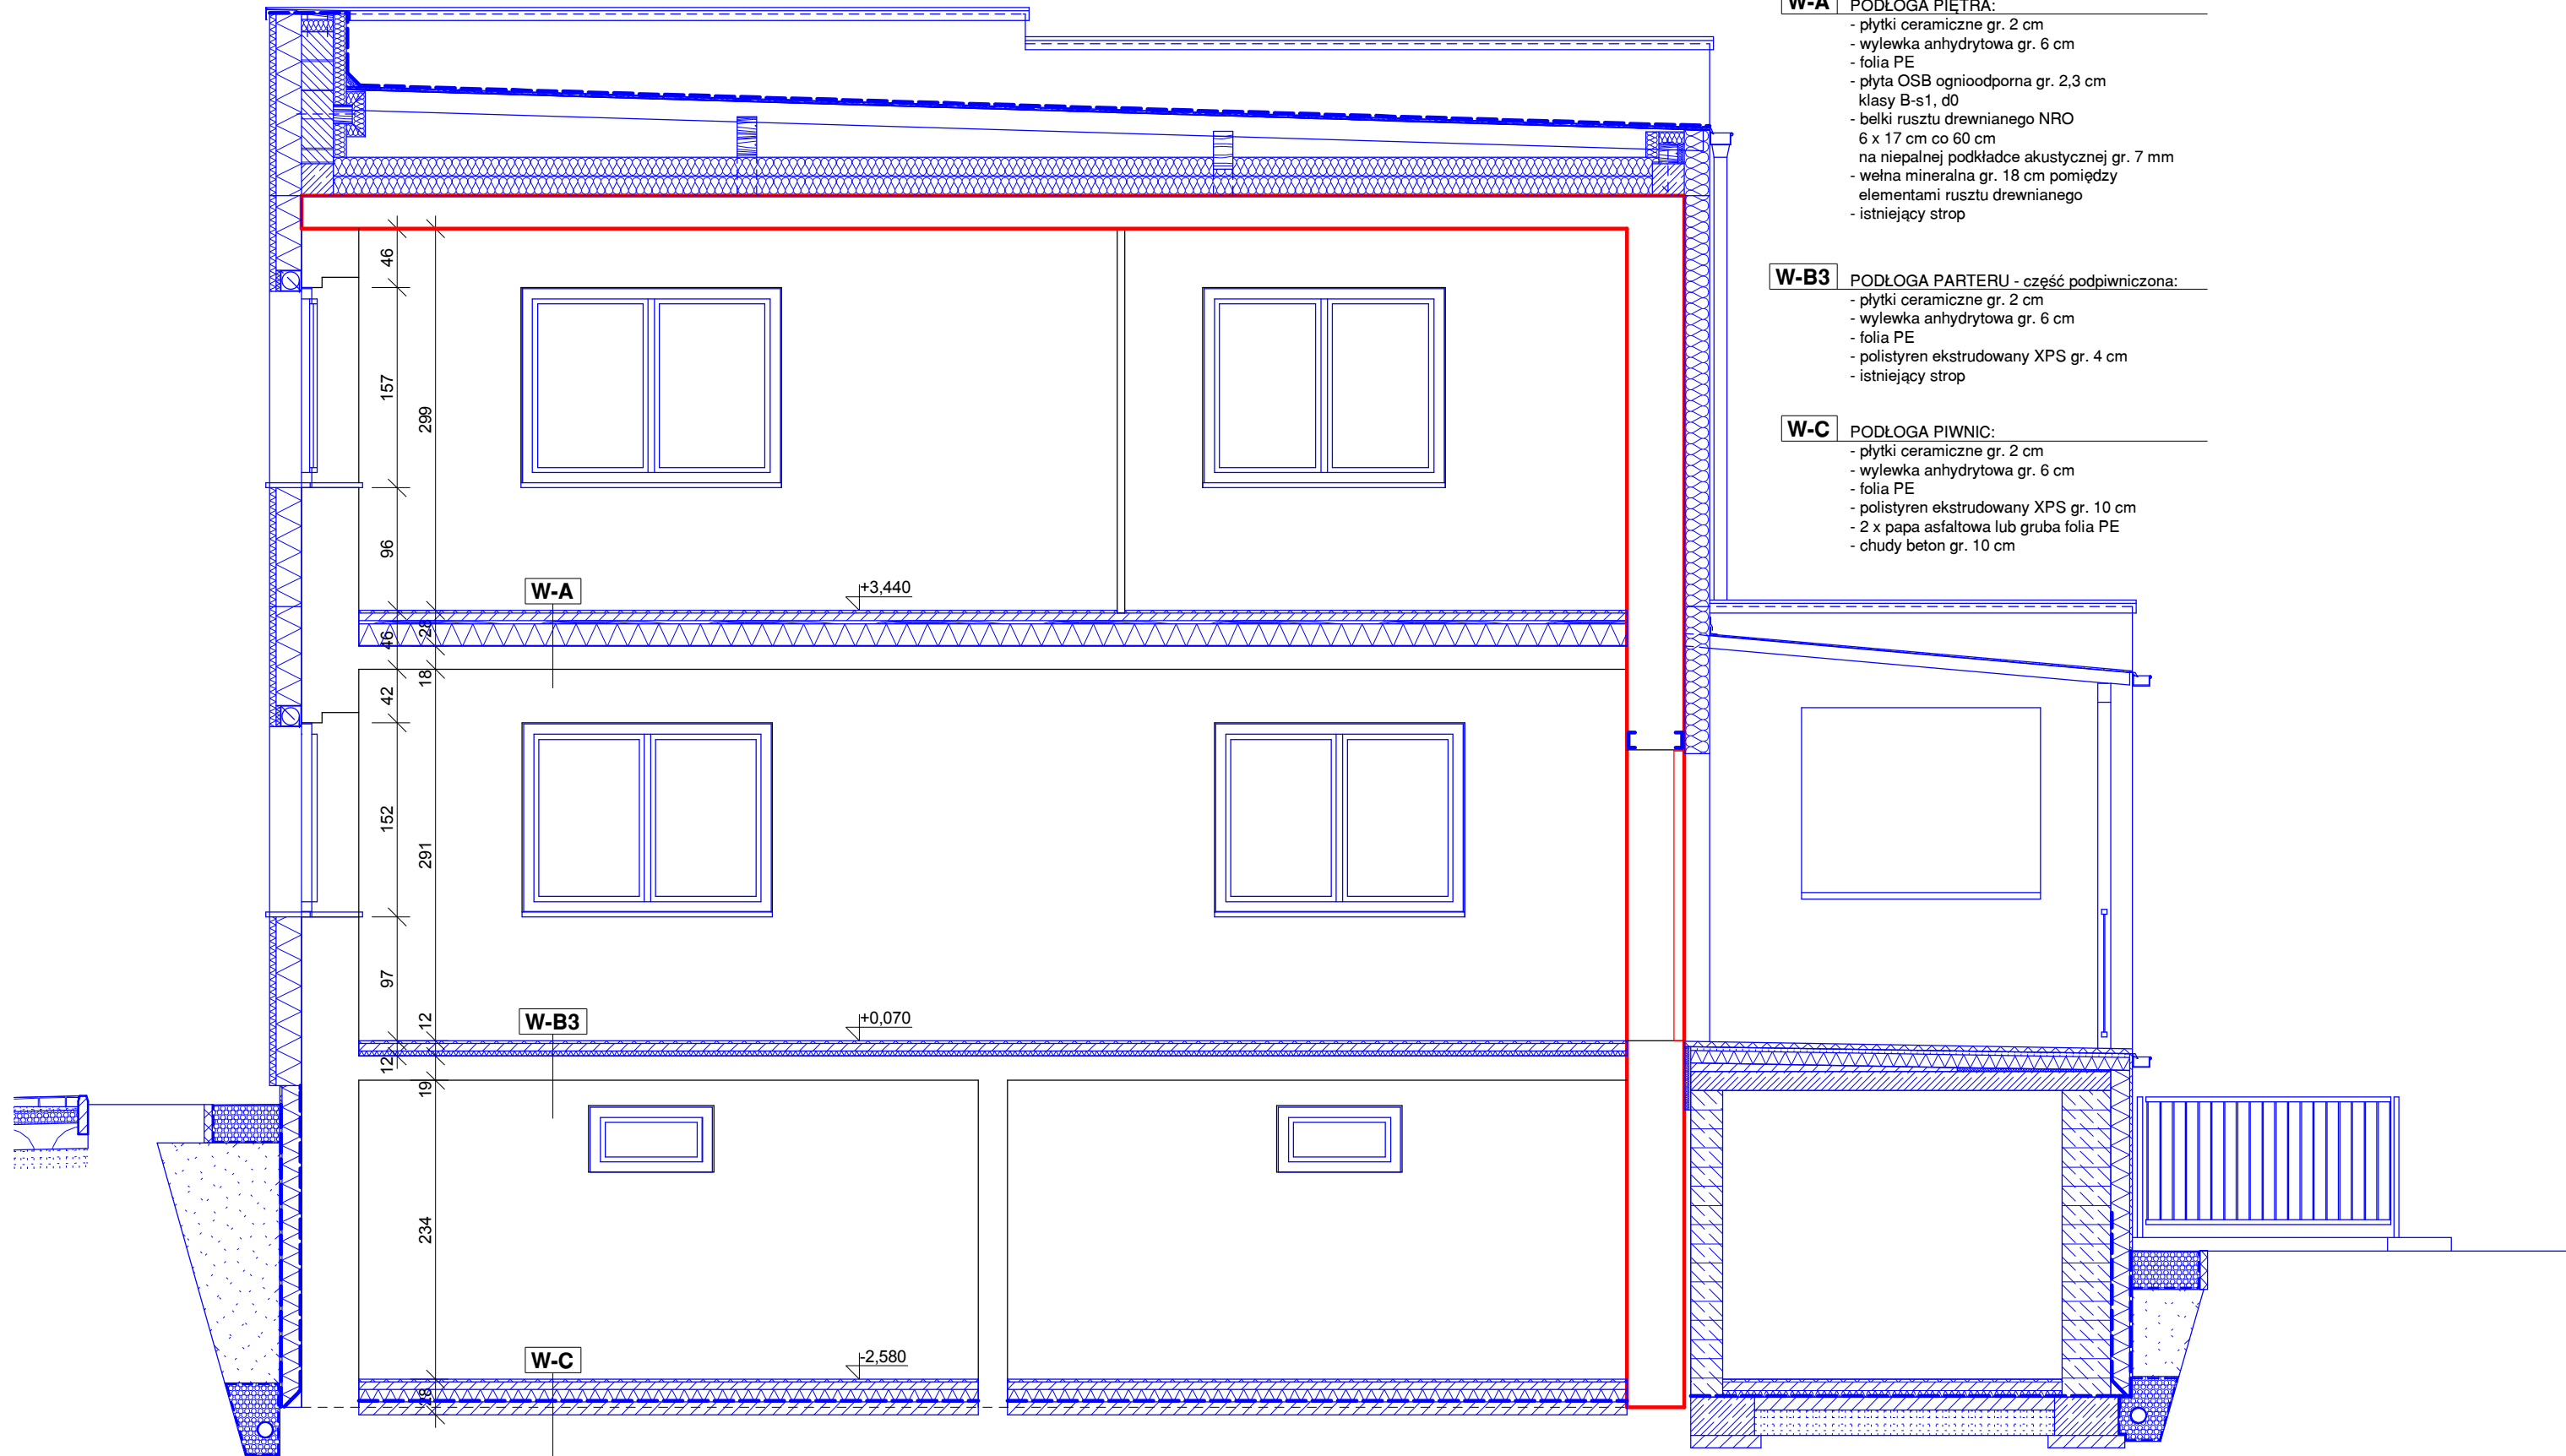 W-A PODŁOGA PIĘTRA:
- płytki ceramiczne gr. 2 cm
- wylewka anhydrytowa gr. 6 cm
- folia PE
- płyta OSB ognioodporna gr. 2,3 cm
klasy B-s1, d0
- belki rusztu drewnianego NRO
6 x 17 cm co 60 cm
na niepalnej podkładce akustycznej gr. 7 mm
- wełna mineralna gr. 18 cm pomiędzy
elementami rusztu drewnianego
- istniejący strop
W-B3 PODŁOGA PARTERU - część podpiwniczona:
- płytki ceramiczne gr. 2 cm
- wylewka anhydrytowa gr. 6 cm
- folia PE
- polistyren ekstrudowany XPS gr. 4 cm
- istniejący strop
W-C PODŁOGA PIWNIC:
- płytki ceramiczne gr. 2 cm
- wylewka anhydrytowa gr. 6 cm
- folia PE
- polistyren ekstrudowany XPS gr. 10 cm
- 2 x papa asfaltowa lub gruba folia PE
- chudy beton gr. 10 cm
46
157
299
96
W-A
+3,440
46
28
18
42
152
291
97
12
W-B3
+0,070
12
19
234
W-C
-2,580
28